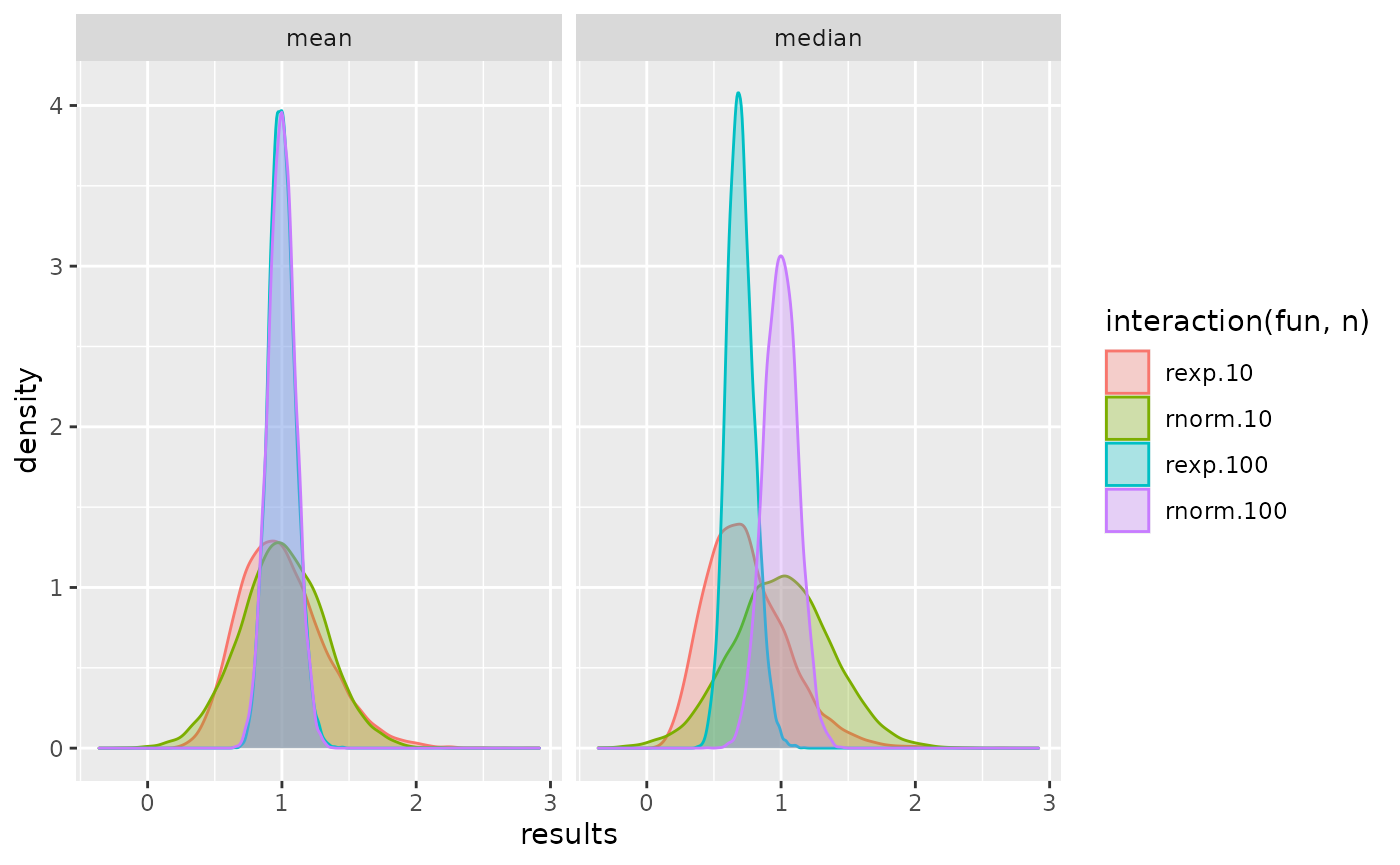 mean
median
density
4
3
2
1
0
0 1 2 3
0 1 2 3
results
interaction(fun, n)
rexp.10
rnorm.10
rexp.100
rnorm.100